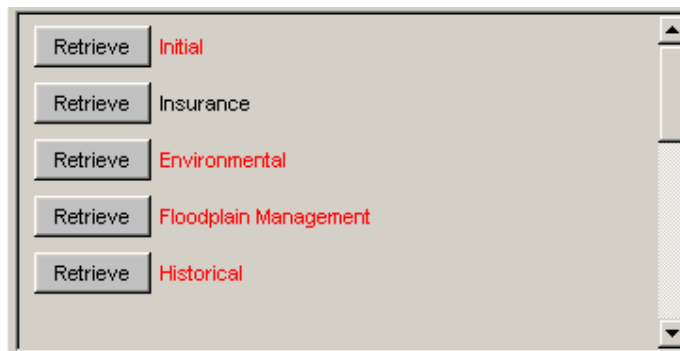 Retrieve Initial
Retrieve Insurance
Retrieve Environmental
Retrieve Floodplain Management
Retrieve Historical